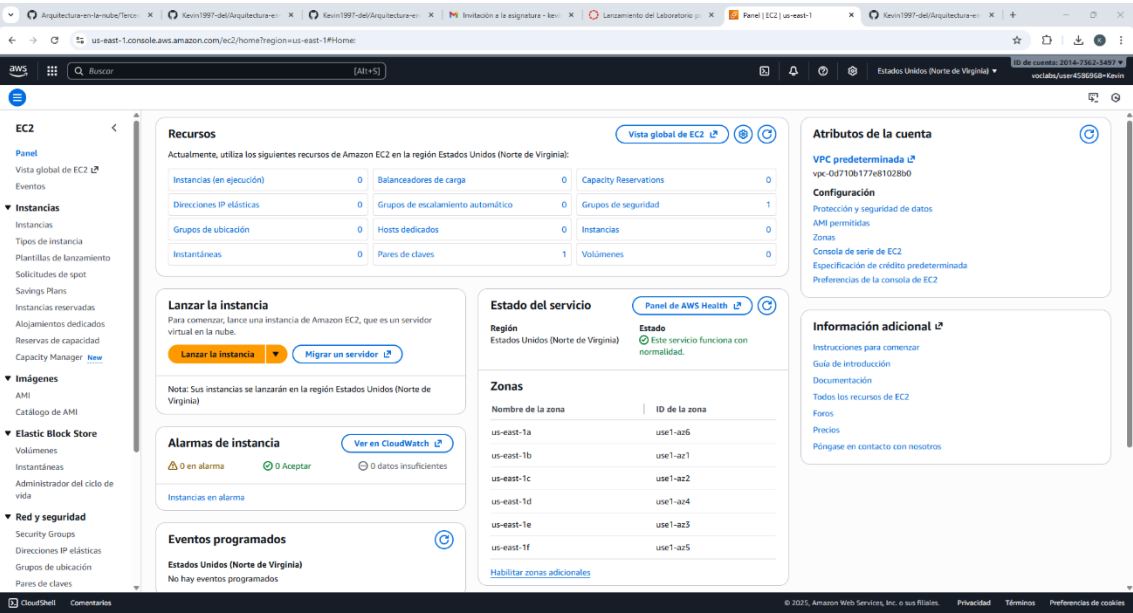 Arquitectura-en-la-nube/Tercer
Kevin1997-del/Arquitectura-en
Kevin1997-del/Arquitectura-en
Invitación a la asignatura - kevi
Lanzamiento del Laboratorio pa
Panel | EC2 | us-east-1
Kevin1997-del/Arquitectura-en
us-east-1.console.aws.amazon.com/ec2/home?region=us-east-1#Home:
aws
Buscar
[Alt+S]
Estados Unidos (Norte de Virginia)
ID de cuenta: 2014-7362-3497
voclabs/user4586968=Kevin
EC2
Panel
Vista global de EC2
Eventos
Instancias
Instancias
Tipos de instancia
Plantillas de lanzamiento
Solicitudes de spot
Savings Plans
Instancias reservadas
Alojamientos dedicados
Reservas de capacidad
Capacity Manager New
Imágenes
AMI
Catálogo de AMI
Elastic Block Store
Volúmenes
Instantáneas
Administrador del ciclo de
vida
Red y seguridad
Security Groups
Direcciones IP elásticas
Grupos de ubicación
Pares de claves
Recursos
Vista global de EC2
Actualmente, utiliza los siguientes recursos de Amazon EC2 en la región Estados Unidos (Norte de Virginia):
Instancias (en ejecución) 0
Balanceadores de carga 0
Capacity Reservations 0
Direcciones IP elásticas 0
Grupos de escalamiento automático 0
Grupos de seguridad 1
Grupos de ubicación 0
Hosts dedicados 0
Instancias 0
Instantáneas 0
Pares de claves 1
Volúmenes 0
Lanzar la instancia
Para comenzar, lance una instancia de Amazon EC2, que es un servidor
virtual en la nube.
Lanzar la instancia
Migrar un servidor
Nota: Sus instancias se lanzarán en la región Estados Unidos (Norte de
Virginia)
Alarmas de instancia
Ver en CloudWatch
0 en alarma
0 Aceptar
0 datos insuficientes
Instancias en alarma
Eventos programados
Estados Unidos (Norte de Virginia)
No hay eventos programados
Estado del servicio
Panel de AWS Health
Región
Estados Unidos (Norte de Virginia)
Estado
Este servicio funciona con
normalidad.
Zonas
Nombre de la zona
ID de la zona
us-east-1a use1-az6
us-east-1b use1-az1
us-east-1c use1-az2
us-east-1d use1-az4
us-east-1e use1-az3
us-east-1f use1-az5
Habilitar zonas adicionales
Atributos de la cuenta
VPC predeterminada
vpc-0d710b177e81028b0
Configuración
Protección y seguridad de datos
AMI permitidas
Zonas
Consola de serie de EC2
Especificación de crédito predeterminada
Preferencias de la consola de EC2
Información adicional
Instrucciones para comenzar
Guía de introducción
Documentación
Todos los recursos de EC2
Foros
Precios
Póngase en contacto con nosotros
CloudShell
Comentarios
© 2025, Amazon Web Services, Inc. o sus filiales.
Privacidad
Términos
Preferencias de cookies